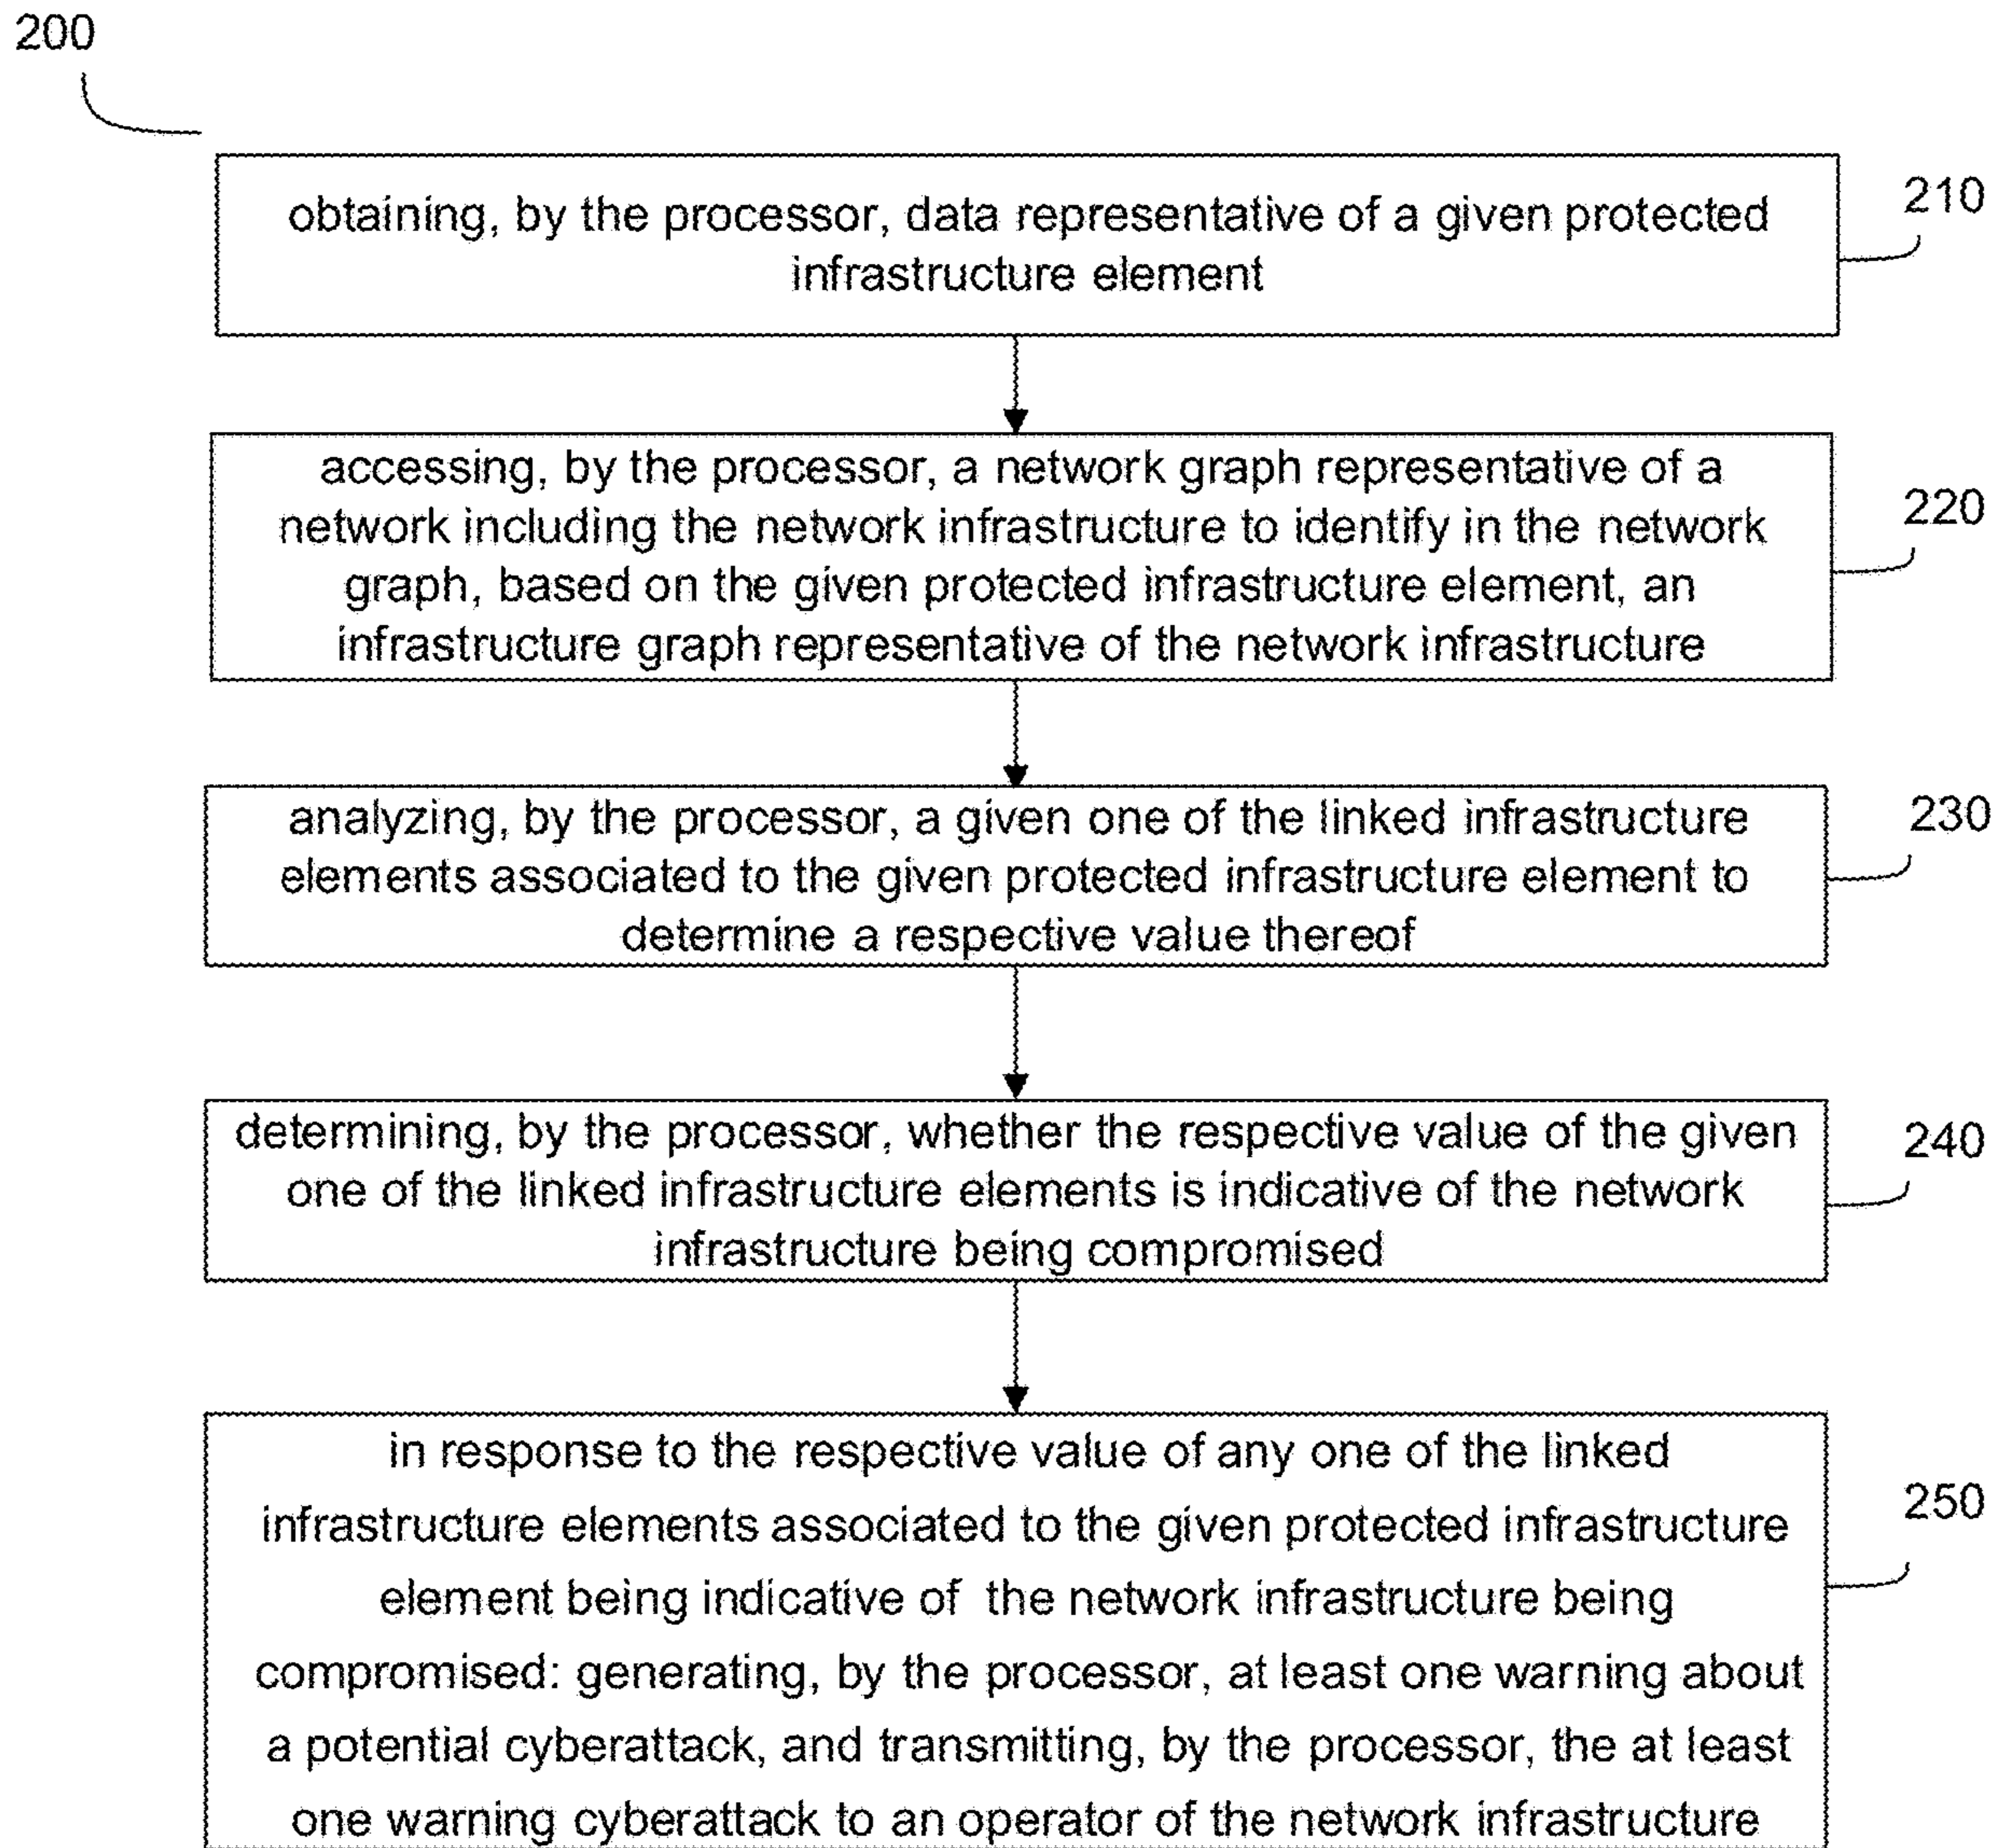 200
obtaining, by the processor, data representative of a given protected
infrastructure element
210
accessing, by the processor, a network graph representative of a
network including the network infrastructure to identify in the network
graph, based on the given protected infrastructure element, an
infrastructure graph representative of the network infrastructure
220
analyzing, by the processor, a given one of the linked infrastructure
elements associated to the given protected infrastructure element to
determine a respective value thereof
230
determining, by the processor, whether the respective value of the given
one of the linked infrastructure elements is indicative of the network
infrastructure being compromised
240
in response to the respective value of any one of the linked
infrastructure elements associated to the given protected infrastructure
element being indicative of the network infrastructure being
compromised: generating, by the processor, at least one warning about
a potential cyberattack, and transmitting, by the processor, the at least
one warning cyberattack to an operator of the network infrastructure
250